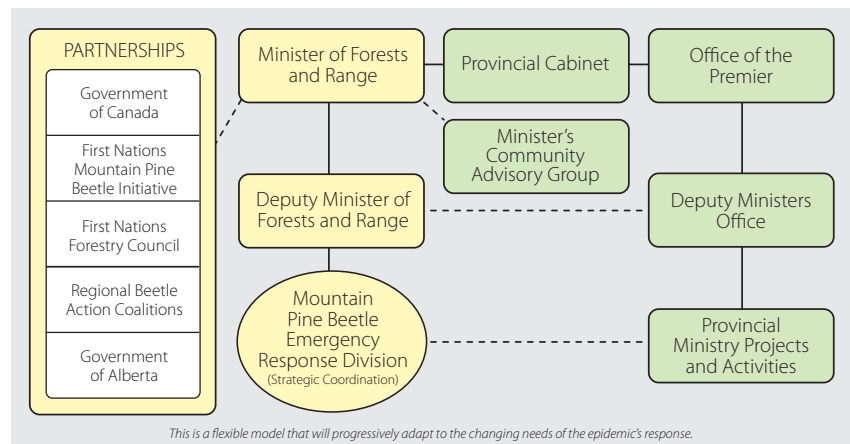 PARTNERSHIPS
Government
of Canada
First Nations
Mountain Pine
Beetle Initiative
First Nations
Forestry Council
Regional Beetle
Action Coalitions
Government
of Alberta
Minister of Forests
and Range
Provincial Cabinet
Office of the
Premier
Minister's
Community
Advisory Group
Deputy Minister of
Forests and Range
Deputy Ministers
Office
Mountain
Pine Beetle
Emergency
Response Division
(Strategic Coordination)
Provincial
Ministry Projects
and Activities
This is a flexible model that will progressively adapt to the changing needs of the epidemic's response.